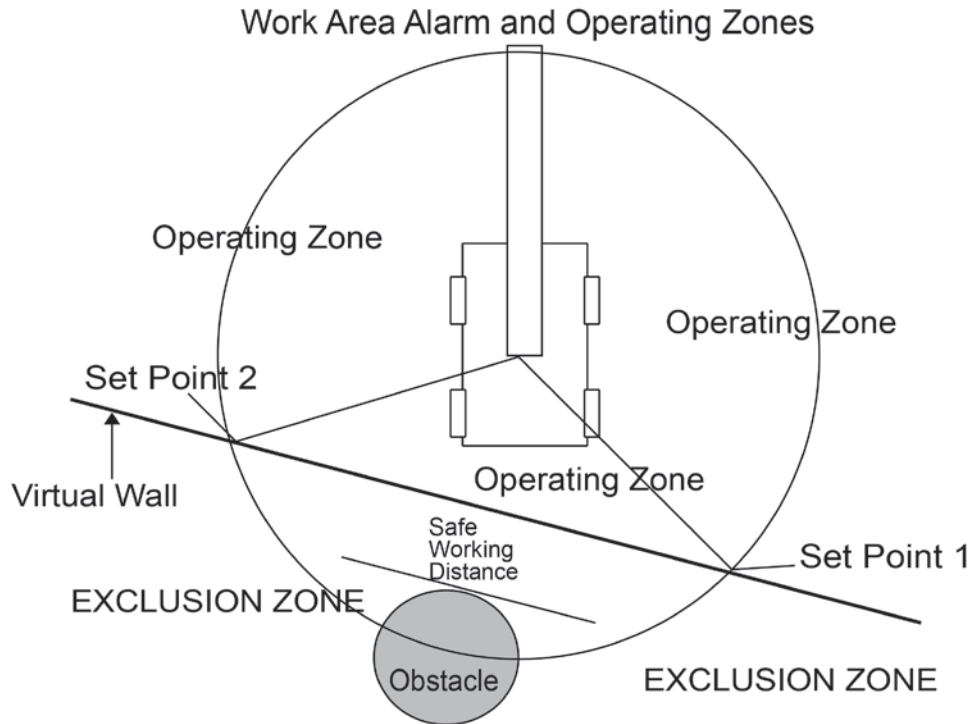 Work Area Alarm and Operating Zones
Operating Zone
Operating Zone
Set Point 2
Operating Zone
Virtual Wall
Safe
Working
Distance
Set Point 1
EXCLUSION ZONE
Obstacle
EXCLUSION ZONE